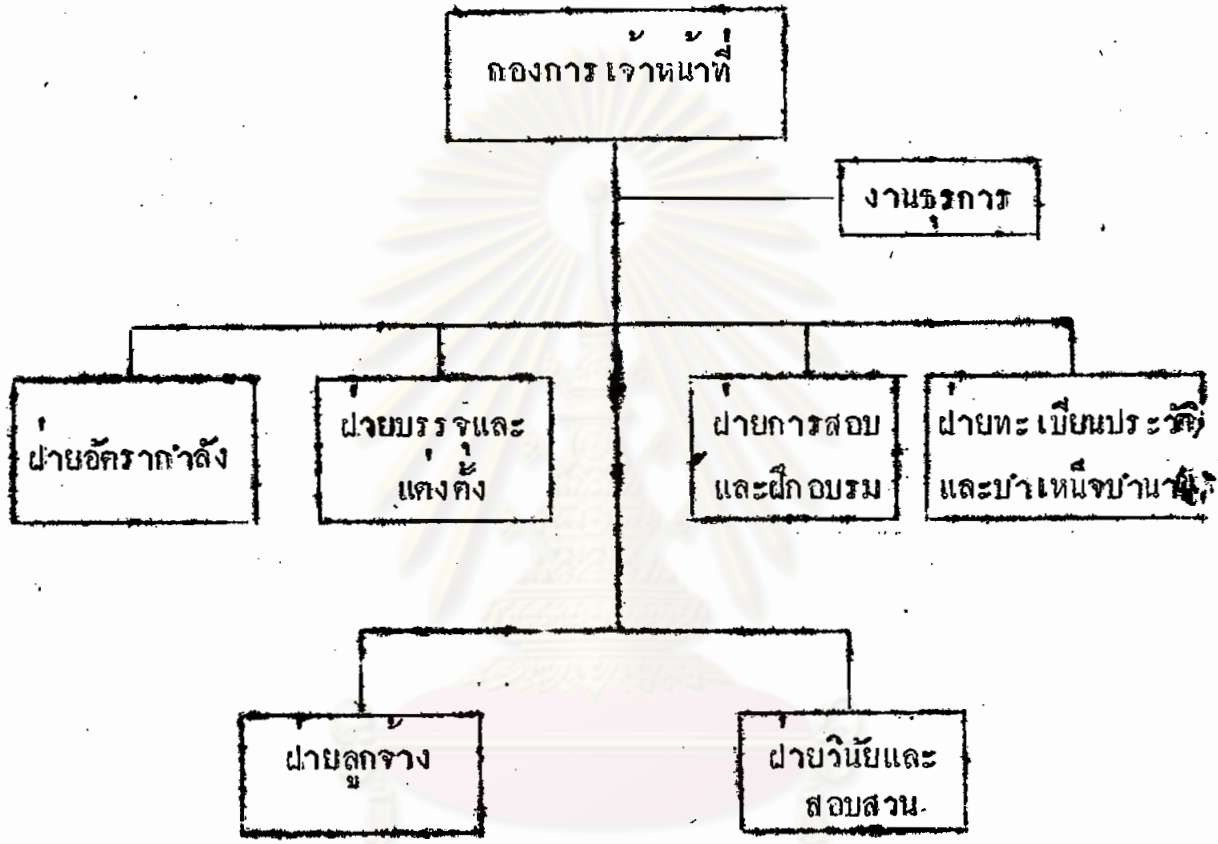 กองการเจ้าหน้าที่
งานธุรการ
ฝ่ายอัตรากำลัง
ฝ่ายบรรจุและ
แต่งตั้ง
ฝ่ายการสอบ
และฝึกอบรม
ฝ่ายทะเบียนประวัติ
และบำเหน็จบำนาญ
ฝ่ายลูกจ้าง
ฝ่ายวินัยและ
สอบสวน